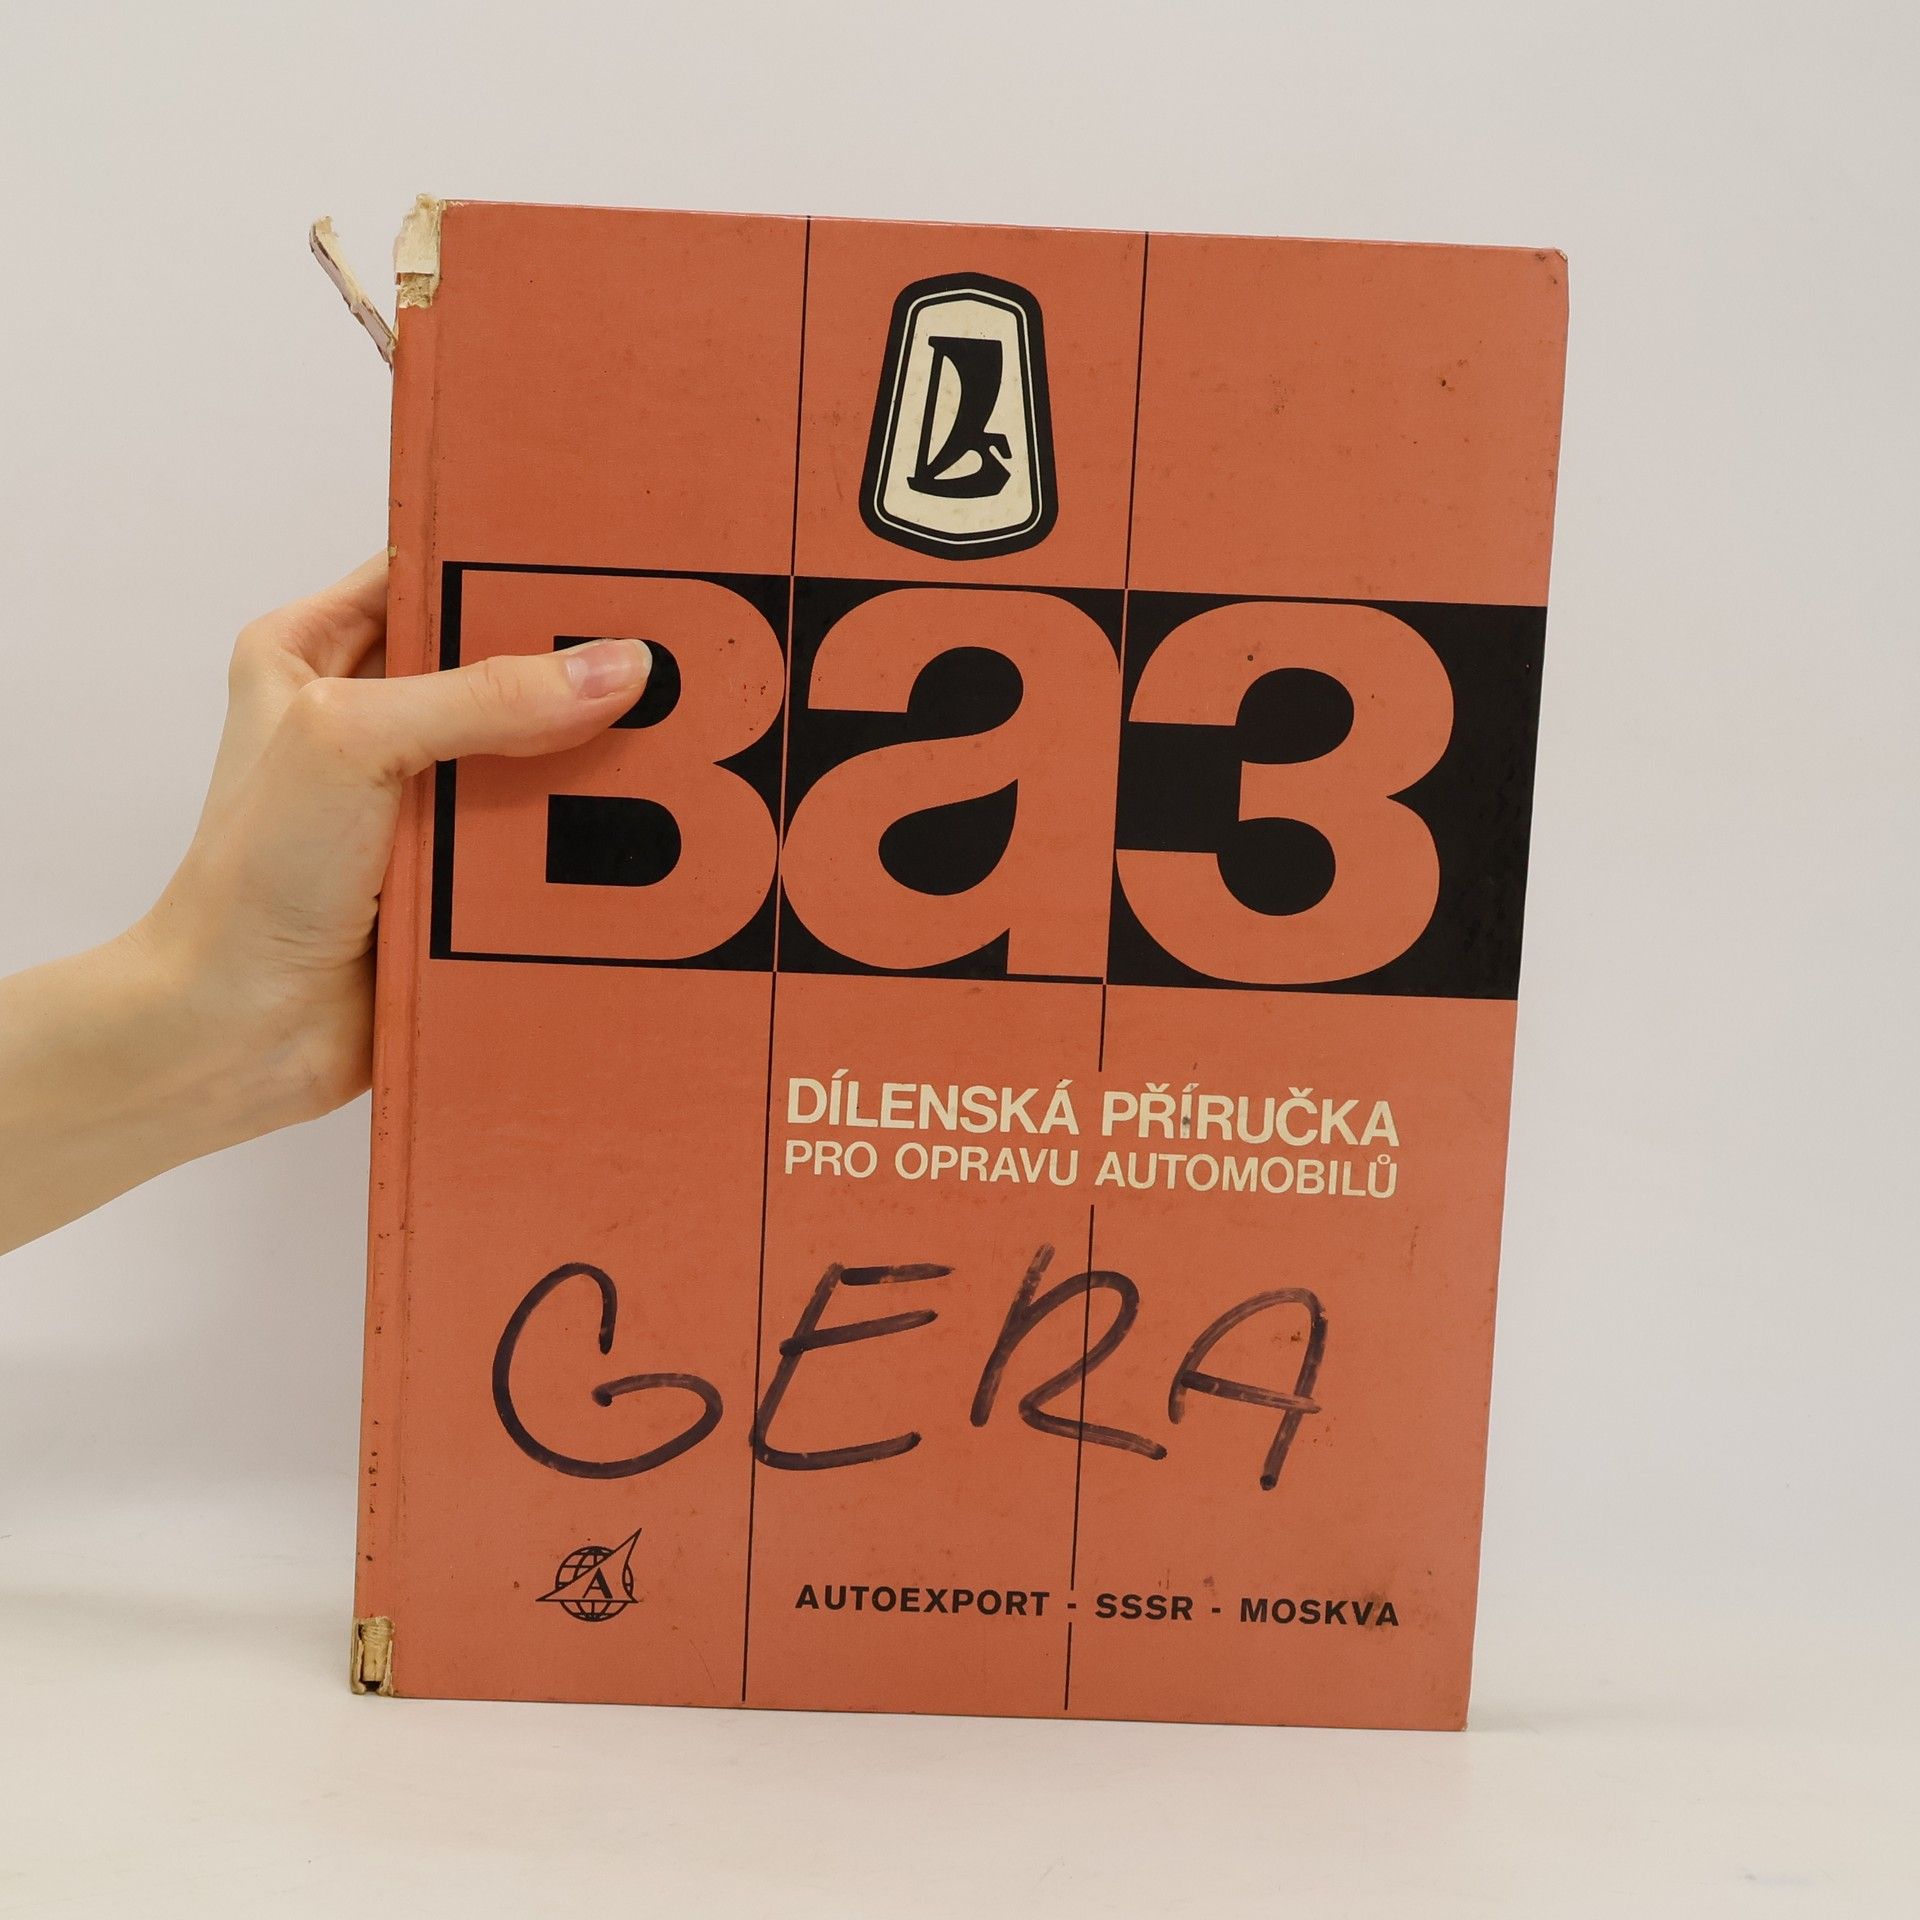 ВАЗ
DÍLENSKÁ PŘÍRUČKA
PRO OPRAVU AUTOMOBILŮ
GERA
A
AUTOEXPORT - SSSR - MOSKVA